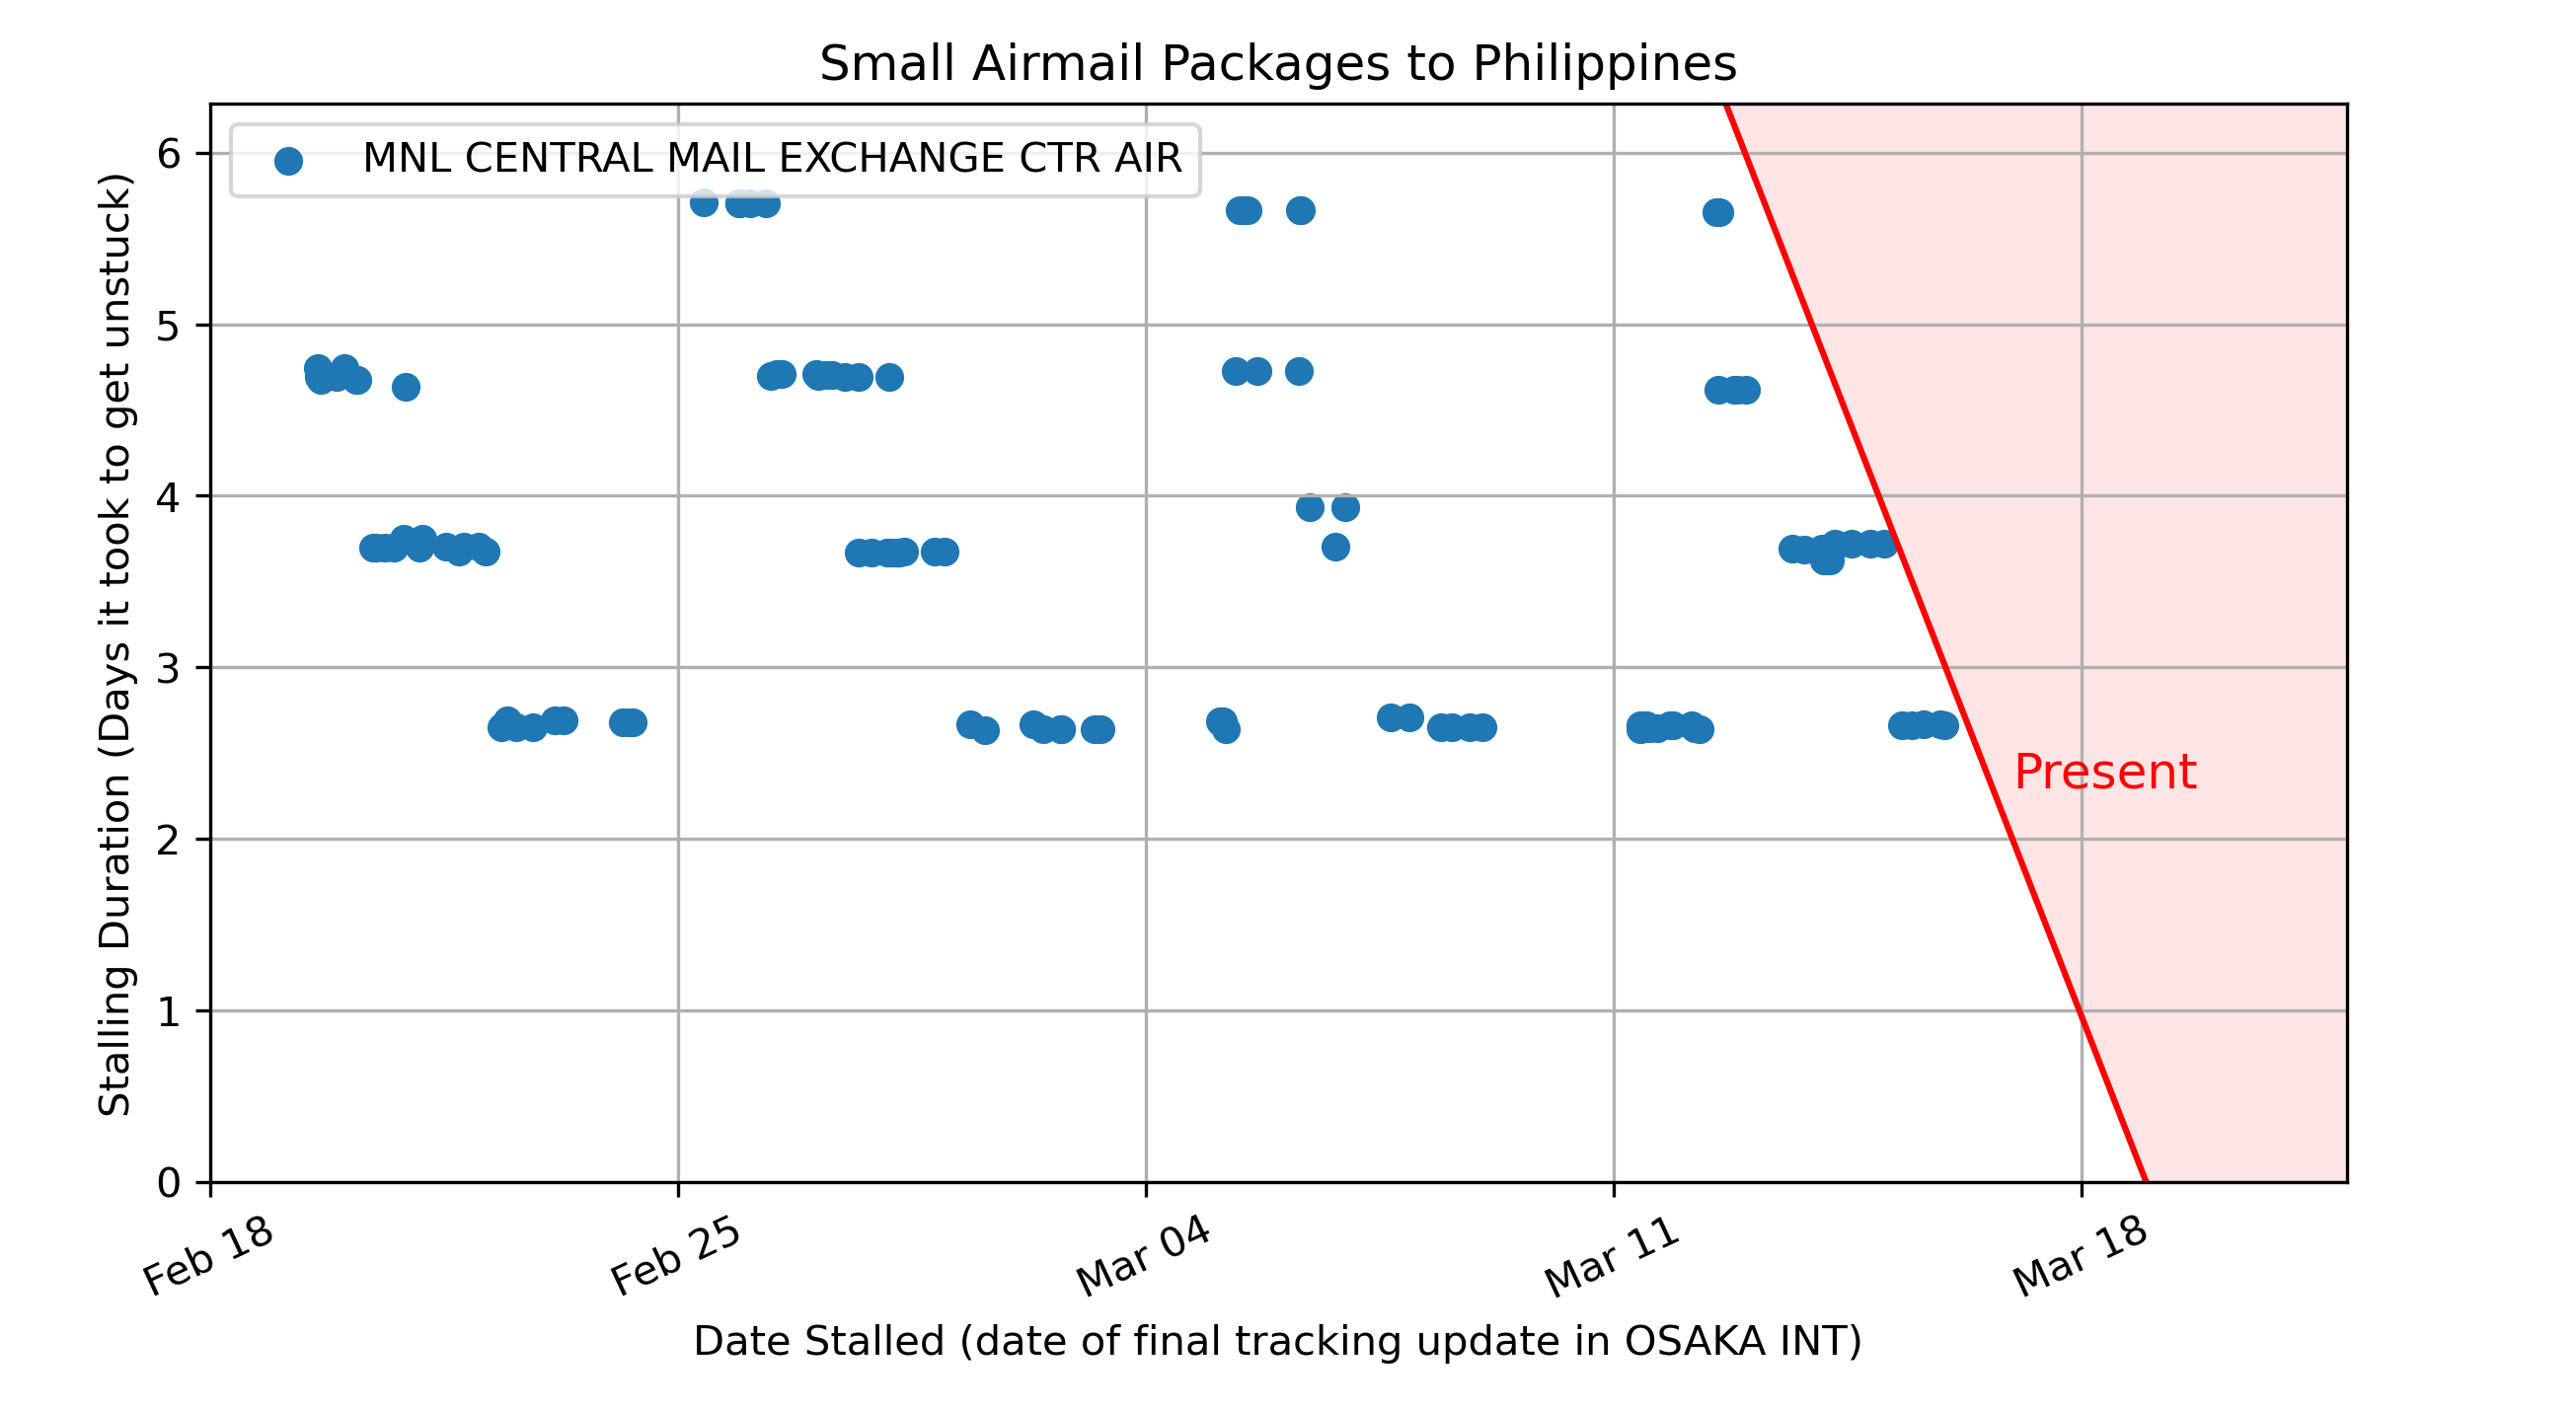 Small Airmail Packages to Philippines
MNL CENTRAL MAIL EXCHANGE CTR AIR
Stalling Duration (Days it took to get unstuck)
6
5
4
3
2
1
0
Present
Feb 18
Feb 25
Mar 04
Mar 11
Mar 18
Date Stalled (date of final tracking update in OSAKA INT)